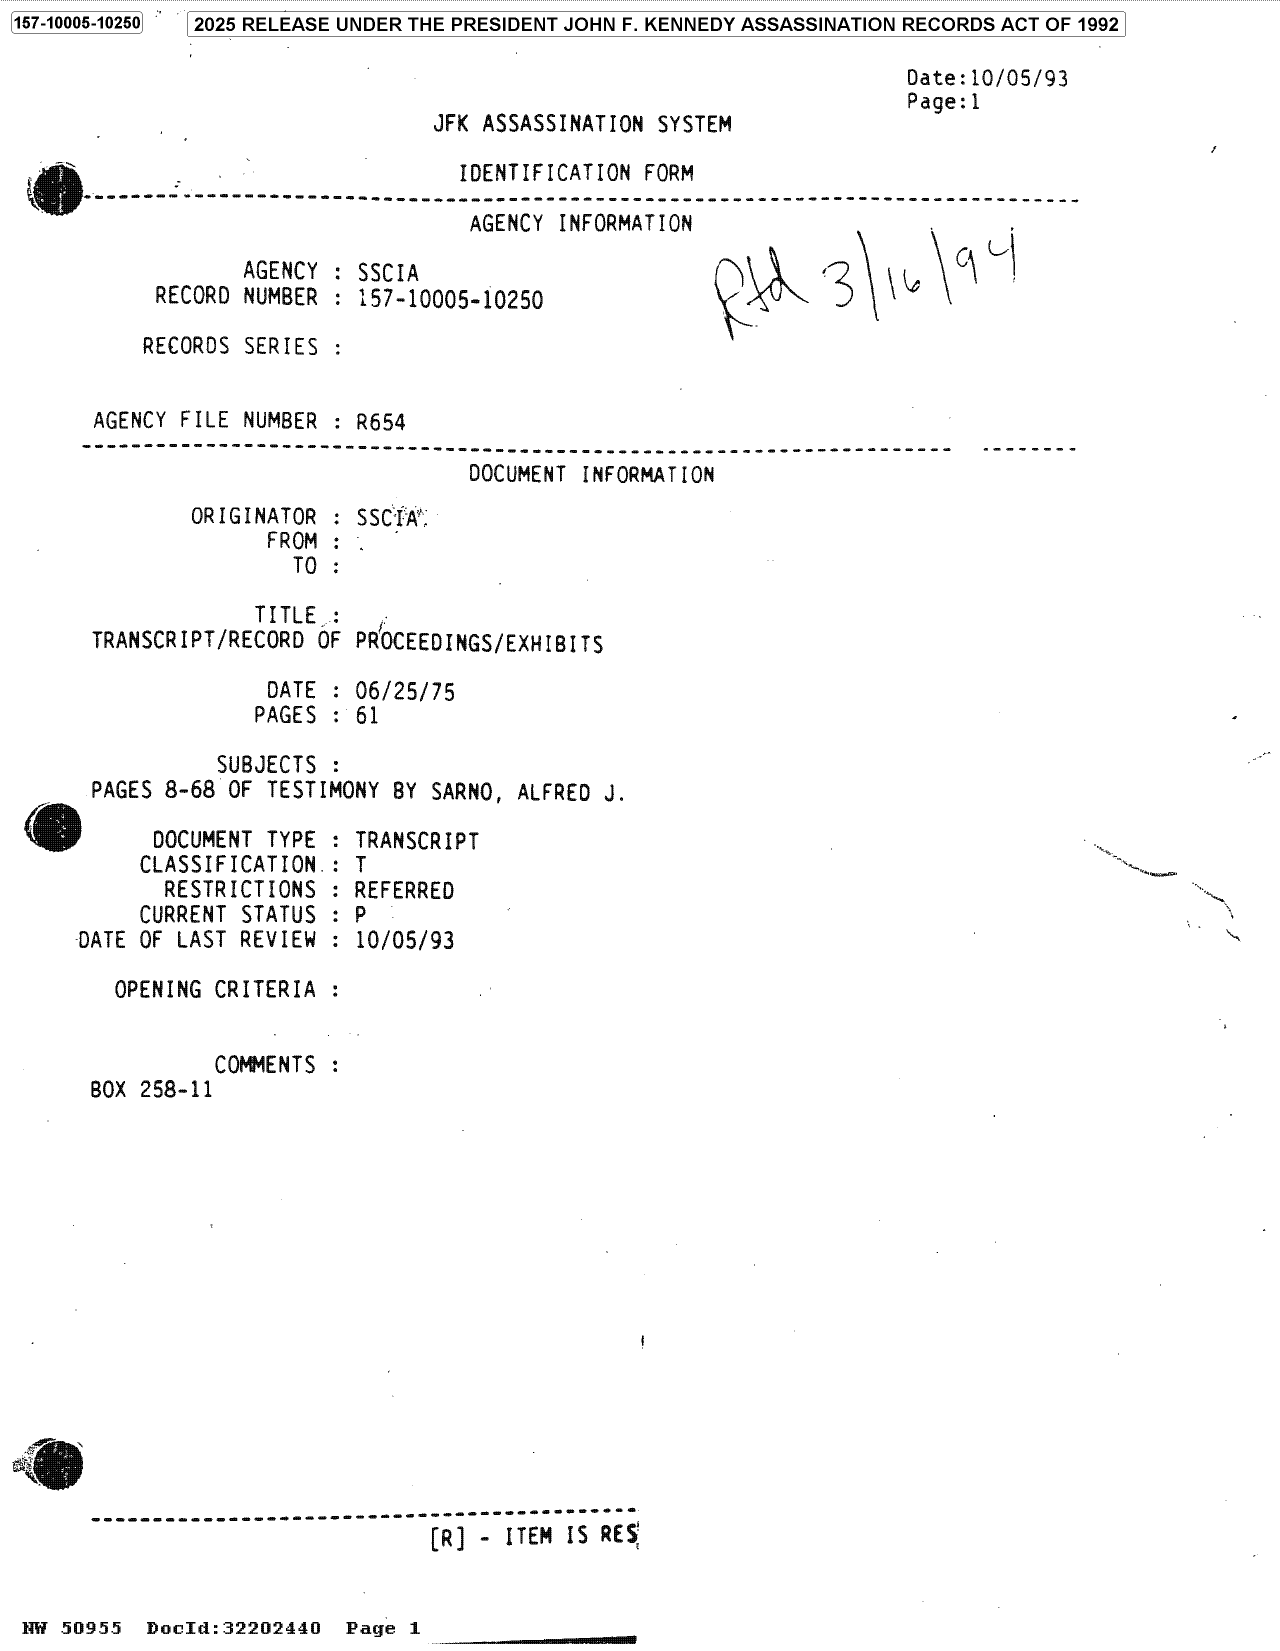 157-10005-10250
2025 RELEASE UNDER THE PRESIDENT JOHN F. KENNEDY ASSASSINATION RECORDS ACT OF 1992
Date:10/05/93
Page:1
JFK ASSASSINATION SYSTEM
IDENTIFICATION FORM
AGENCY INFORMATION
AGENCY : SSCIA
RECORD NUMBER : 157-10005-10250
Rtd 3/16/94
RECORDS SERIES :
AGENCY FILE NUMBER : R654
DOCUMENT INFORMATION
ORIGINATOR : SSCIA
FROM :
TO :
TITLE :
TRANSCRIPT/RECORD OF PROCEEDINGS/EXHIBITS
DATE : 06/25/75
PAGES : 61
SUBJECTS :
PAGES 8-68 OF TESTIMONY BY SARNO, ALFRED J.
DOCUMENT TYPE : TRANSCRIPT
CLASSIFICATION : T
RESTRICTIONS : REFERRED
CURRENT STATUS : P
DATE OF LAST REVIEW : 10/05/93
OPENING CRITERIA :
COMMENTS :
BOX 258-11
[R] - ITEM IS RES
NW 50955 DocId:32202440 Page 1